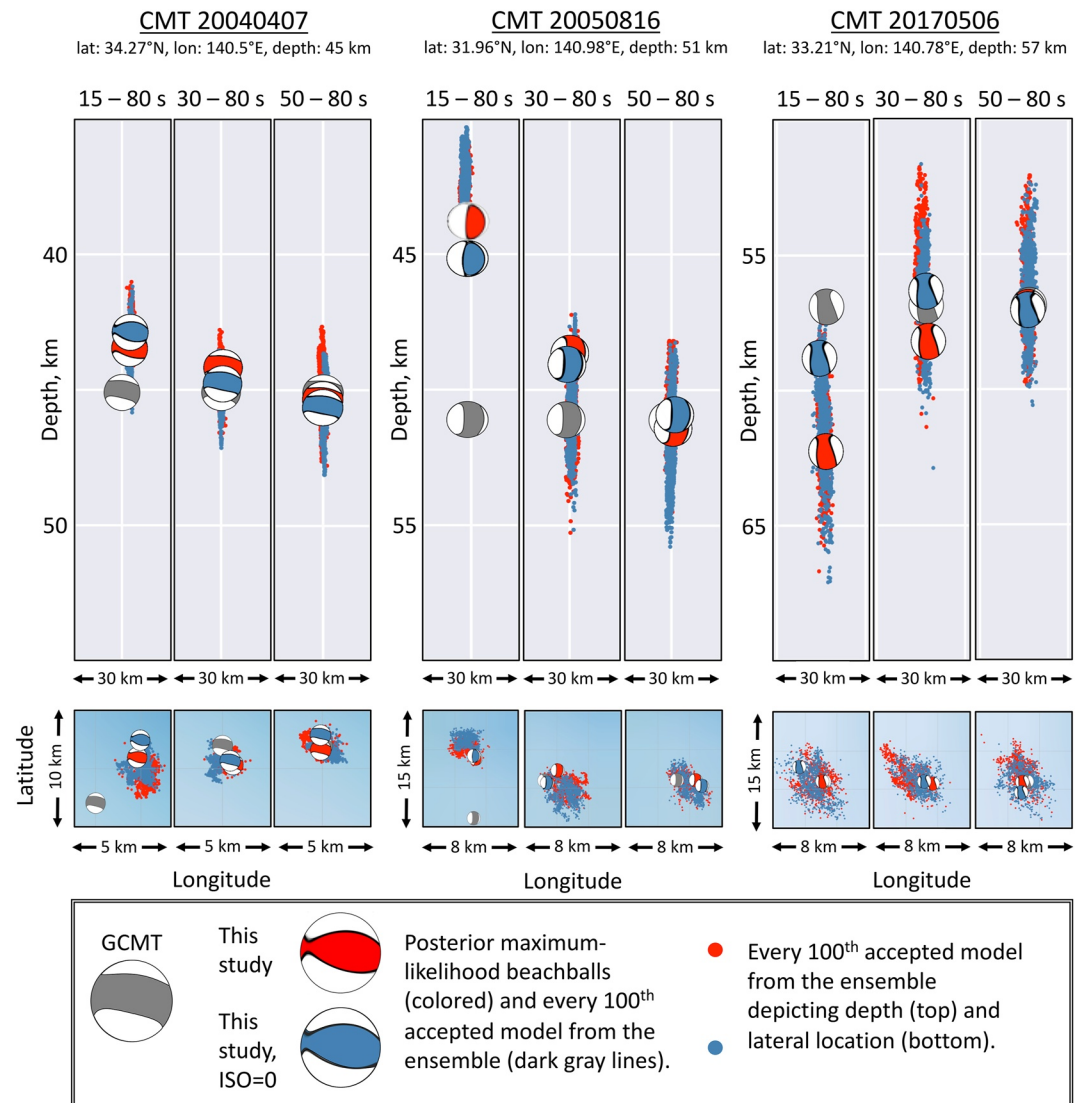 CMT 20040407
lat: 34.27°N, lon: 140.5°E, depth: 45 km
15 – 80 s
30 – 80 s
50 – 80 s
Depth, km
40
50
30 km
30 km
30 km
Latitude
10 km
5 km
5 km
5 km
Longitude
CMT 20050816
lat: 31.96°N, lon: 140.98°E, depth: 51 km
15 – 80 s
30 – 80 s
50 – 80 s
Depth, km
45
55
30 km
30 km
30 km
15 km
8 km
8 km
8 km
Longitude
CMT 20170506
lat: 33.21°N, lon: 140.78°E, depth: 57 km
15 – 80 s
30 – 80 s
50 – 80 s
Depth, km
55
65
30 km
30 km
30 km
15 km
8 km
8 km
8 km
Longitude
GCMT
This
study
This
study,
ISO=0
Posterior maximum-
likelihood beachballs
(colored) and every 100th
accepted model from the
ensemble (dark gray lines).
Every 100th accepted model
from the ensemble
depicting depth (top) and
lateral location (bottom).